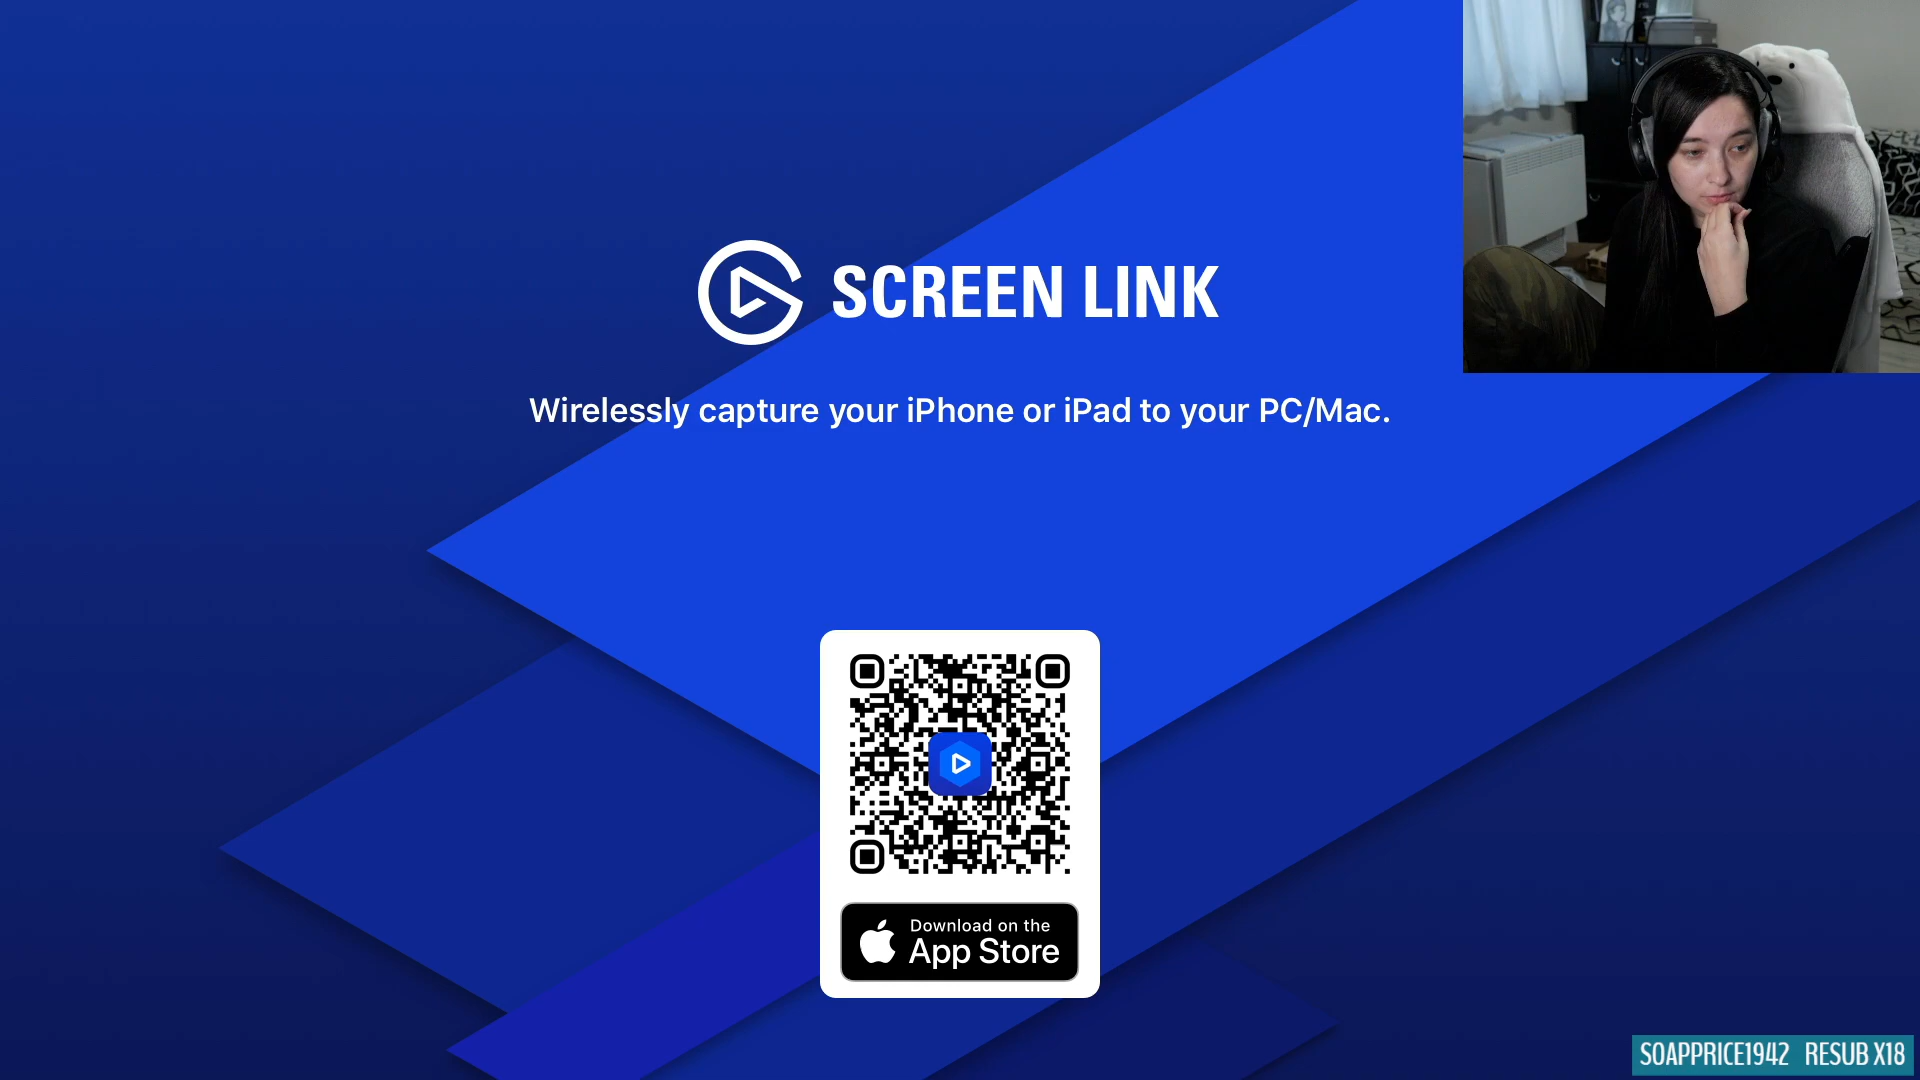 SCREEN LINK
Wirelessly capture your iPhone or iPad to your PC/Mac.
Download on the
App Store
SOAPPRICE1942 RESUB X18